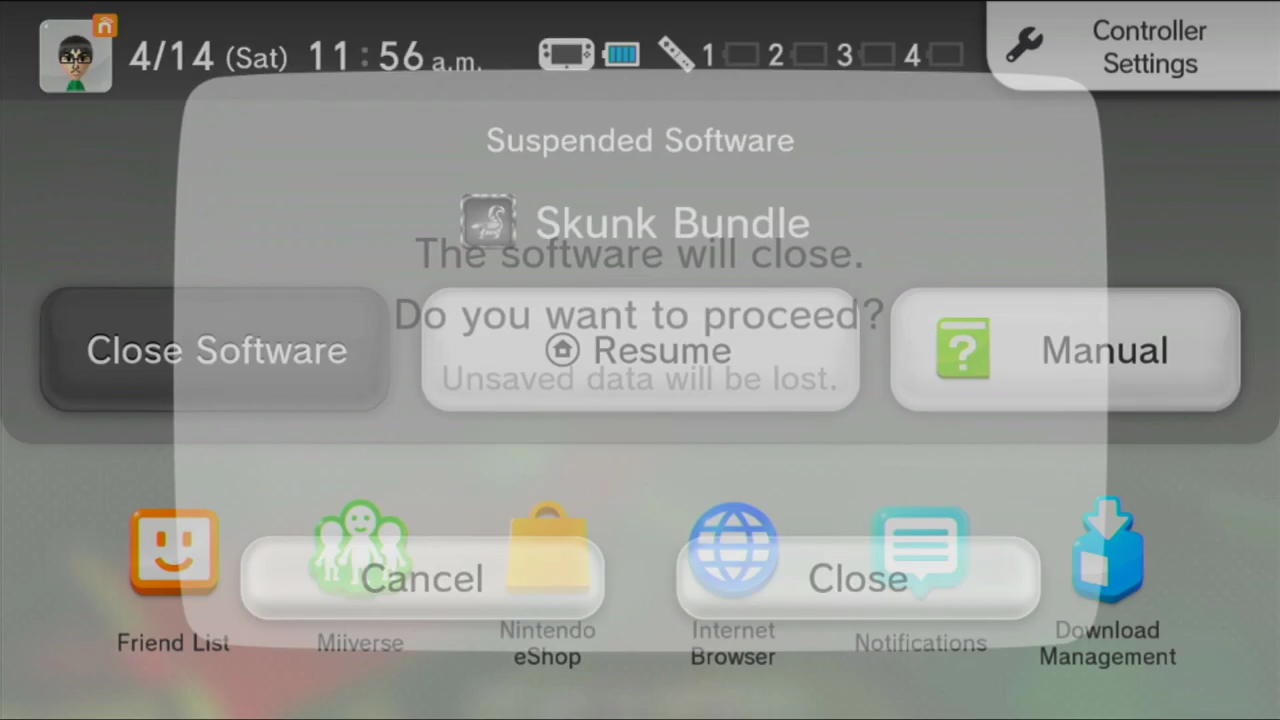 4/14 (Sat) 11:56 a.m.
1 2 3 4
Controller
Settings
Suspended Software
Skunk Bundle
The software will close.
Do you want to proceed?
Unsaved data will be lost.
Close Software
Resume
Manual
Cancel
Close
Friend List
Miiverse
Nintendo
eShop
Internet
Browser
Notifications
Download
Management